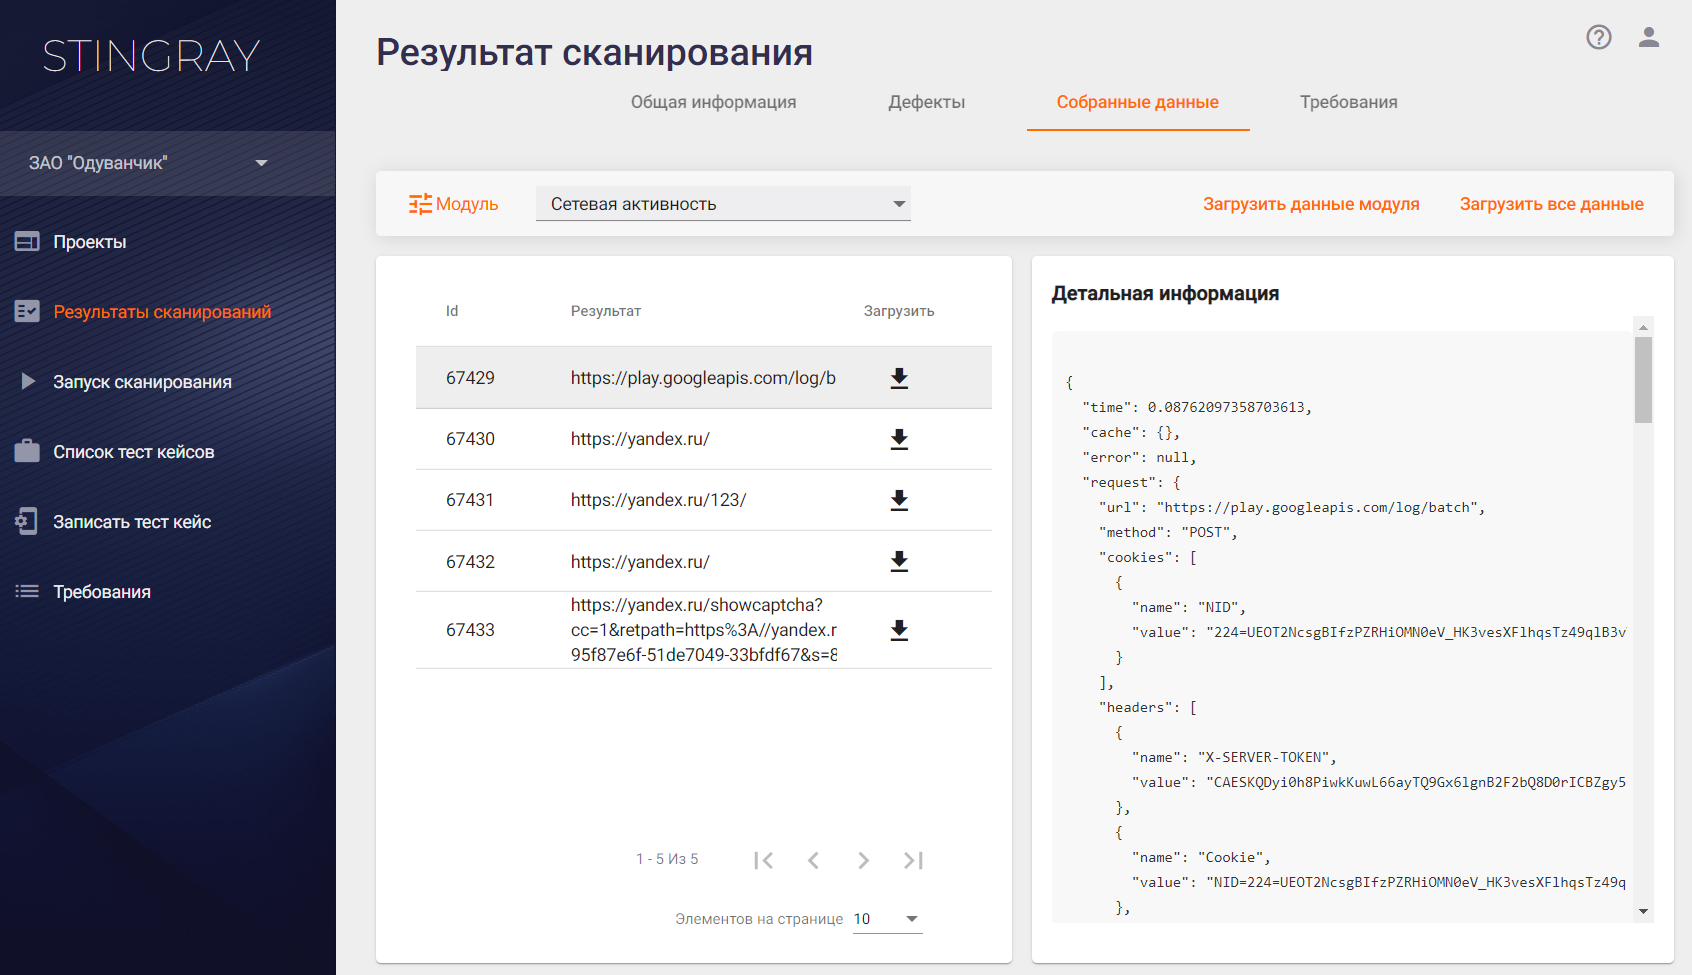 STINGRAY
ЗАО "Одуванчик"
Проекты
Результаты сканирований
Запуск сканирования
Список тест кейсов
Записать тест кейс
Требования
Результат сканирования
Общая информация Дефекты Собранные данные Требования
Модуль Сетевая активность Загрузить данные модуля Загрузить все данные
Id Результат Загрузить
67429 https://play.googleapis.com/log/b
67430 https://yandex.ru/
67431 https://yandex.ru/123/
67432 https://yandex.ru/
67433 https://yandex.ru/showcaptcha?
cc=1&retpath=https%3A//yandex.r
95f87e6f-51de7049-33bfdf67&s=8
1 - 5 Из 5
Элементов на странице 10
Детальная информация
{
"time": 0.08762097358703613,
"cache": {},
"error": null,
"request": {
"url": "https://play.googleapis.com/log/batch",
"method": "POST",
"cookies": [
{
"name": "NID",
"value": "224=UEOT2NcsgBIfzPZRHiOMN0eV_HK3vesXFlhqsTz49qlB3v
}
],
"headers": [
{
"name": "X-SERVER-TOKEN",
"value": "CAESKQDyi0h8PiwkKuwL66ayTQ9Gx6lgnB2F2bQ8D0rICBZgy5
},
{
"name": "Cookie",
"value": "NID=224=UEOT2NcsgBIfzPZRHiOMN0eV_HK3vesXFlhqsTz49q
},